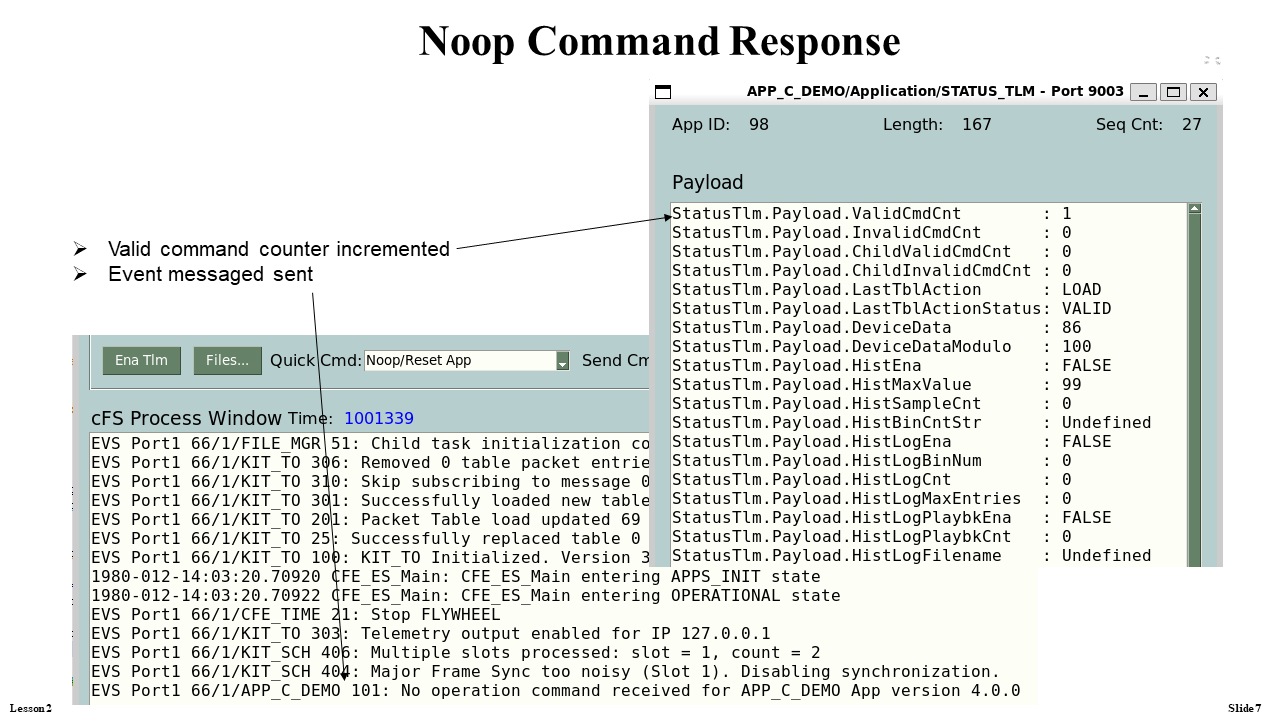 Noop Command Response
APP_C_DEMO/Application/STATUS_TLM - Port 9003
App ID: 98 Length: 167 Seq Cnt: 27
Payload
StatusTlm.Payload.ValidCmdCnt : 1
StatusTlm.Payload.InvalidCmdCnt : 0
StatusTlm.Payload.ChildValidCmdCnt : 0
StatusTlm.Payload.ChildInvalidCmdCnt : 0
StatusTlm.Payload.LastTblAction : LOAD
StatusTlm.Payload.LastTblActionStatus: VALID
StatusTlm.Payload.DeviceData : 86
StatusTlm.Payload.DeviceDataModulo : 100
StatusTlm.Payload.HistEna : FALSE
StatusTlm.Payload.HistMaxValue : 99
StatusTlm.Payload.HistSampleCnt : 0
StatusTlm.Payload.HistBinCntStr : Undefined
StatusTlm.Payload.HistLogEna : FALSE
StatusTlm.Payload.HistLogBinNum : 0
StatusTlm.Payload.HistLogCnt : 0
StatusTlm.Payload.HistLogMaxEntries : 0
StatusTlm.Payload.HistLogPlaybkEna : FALSE
StatusTlm.Payload.HistLogPlaybkCnt : 0
StatusTlm.Payload.HistLogFilename : Undefined
➢ Valid command counter incremented
➢ Event messaged sent
Ena Tlm Files... Quick Cmd: Noop/Reset App Send Cm
cFS Process Window Time: 1001339
EVS Port1 66/1/FILE_MGR 51: Child task initialization co
EVS Port1 66/1/KIT_TO 306: Removed 0 table packet entrie
EVS Port1 66/1/KIT_TO 310: Skip subscribing to message 0
EVS Port1 66/1/KIT_TO 301: Successfully loaded new table
EVS Port1 66/1/KIT_TO 201: Packet Table load updated 69
EVS Port1 66/1/KIT_TO 25: Successfully replaced table 0
EVS Port1 66/1/KIT_TO 100: KIT_TO Initialized. Version 3
1980-012-14:03:20.70920 CFE_ES_Main: CFE_ES_Main entering APPS_INIT state
1980-012-14:03:20.70922 CFE_ES_Main: CFE_ES_Main entering OPERATIONAL state
EVS Port1 66/1/CFE_TIME 21: Stop FLYWHEEL
EVS Port1 66/1/KIT_TO 303: Telemetry output enabled for IP 127.0.0.1
EVS Port1 66/1/KIT_SCH 406: Multiple slots processed: slot = 1, count = 2
EVS Port1 66/1/KIT_SCH 404: Major Frame Sync too noisy (Slot 1). Disabling synchronization.
EVS Port1 66/1/APP_C_DEMO 101: No operation command received for APP_C_DEMO App version 4.0.0
Lesson 2
Slide 7